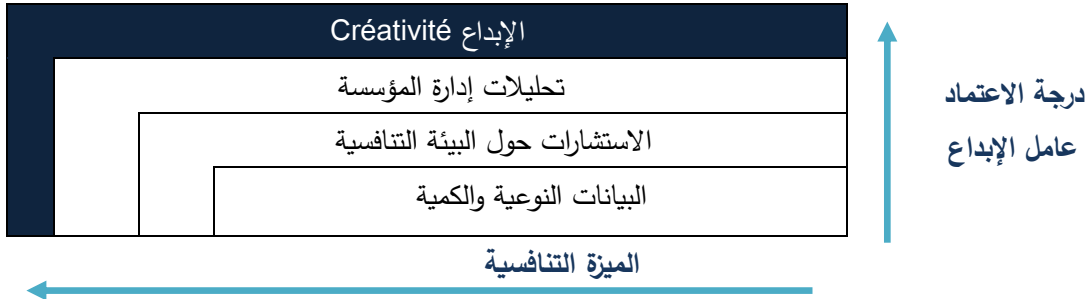 الإبداع Créativité
تحليلات إدارة المؤسسة
الاستشارات حول البيئة التنافسية
البيانات النوعية والكمية
درجة الاعتماد
عامل الإبداع
الميزة التنافسية